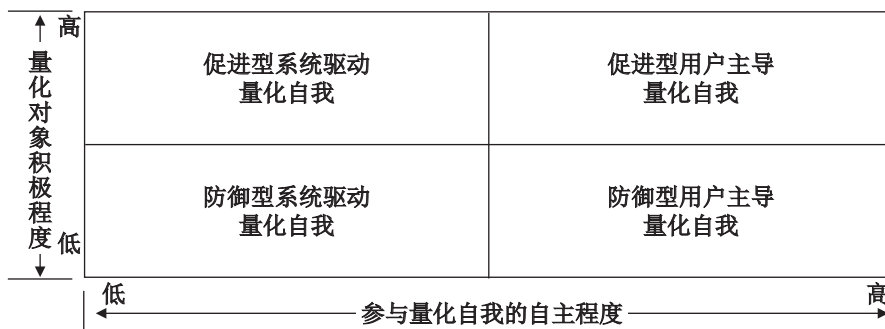 高
促进型系统驱动
量化自我
促进型用户主导
量化自我
量化对象积极程度
防御型系统驱动
量化自我
防御型用户主导
量化自我
低
低
高
参与量化自我的自主程度